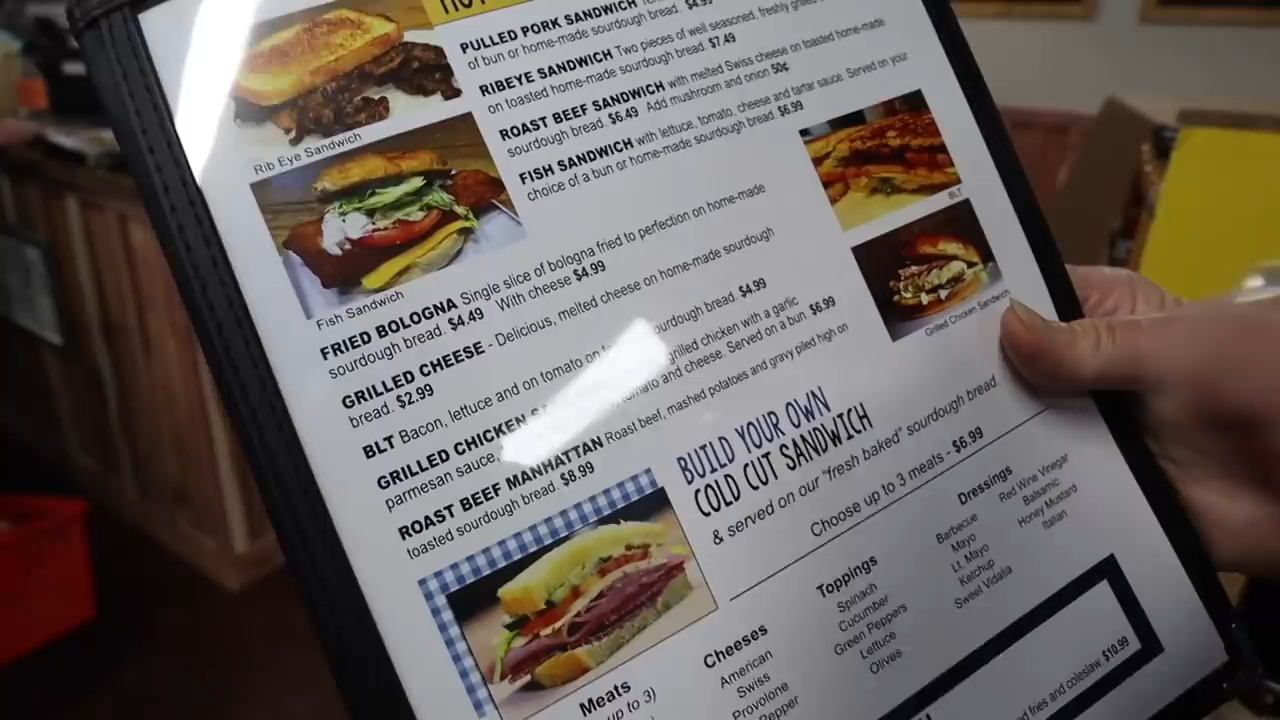 PULLED PORK SANDWICH
of bun or home-made sourdough bread. $4.99
RIBEYE SANDWICH Two pieces of well seasoned, freshly grilled
on toasted home-made sourdough bread. $7.49
ROAST BEEF SANDWICH with melted Swiss cheese on toasted home-made
sourdough bread. $6.49 Add mushroom and onion 50¢
FISH SANDWICH with lettuce, tomato, cheese and tartar sauce. Served on your
choice of a bun or home-made sourdough bread. $6.99
Rib Eye Sandwich
Fish Sandwich
BLT
Grilled Chicken Sandwich
FRIED BOLOGNA Single slice of bologna fried to perfection on home-made
sourdough bread. $4.49 With cheese $4.99
GRILLED CHEESE - Delicious, melted cheese on home-made sourdough
bread. $2.99
BLT Bacon, lettuce and on tomato on sourdough bread. $4.99
GRILLED CHICKEN grilled chicken with a garlic
parmesan sauce, tomato and cheese. Served on a bun. $6.99
ROAST BEEF MANHATTAN Roast beef, mashed potatoes and gravy piled high on
toasted sourdough bread. $8.99
BUILD YOUR OWN
COLD CUT SANDWICH
& served on our "fresh baked" sourdough bread
Choose up to 3 meats - $6.99
Meats
up to 3)
Cheeses
American
Swiss
Provolone
Pepper
Toppings
Spinach
Cucumber
Green Peppers
Lettuce
Olives
Dressings
Barbecue
Mayo
Lt. Mayo
Ketchup
Sweet Vidalia
Red Wine Vinegar
Balsamic
Honey Mustard
Italian
fries and coleslaw. $10.99